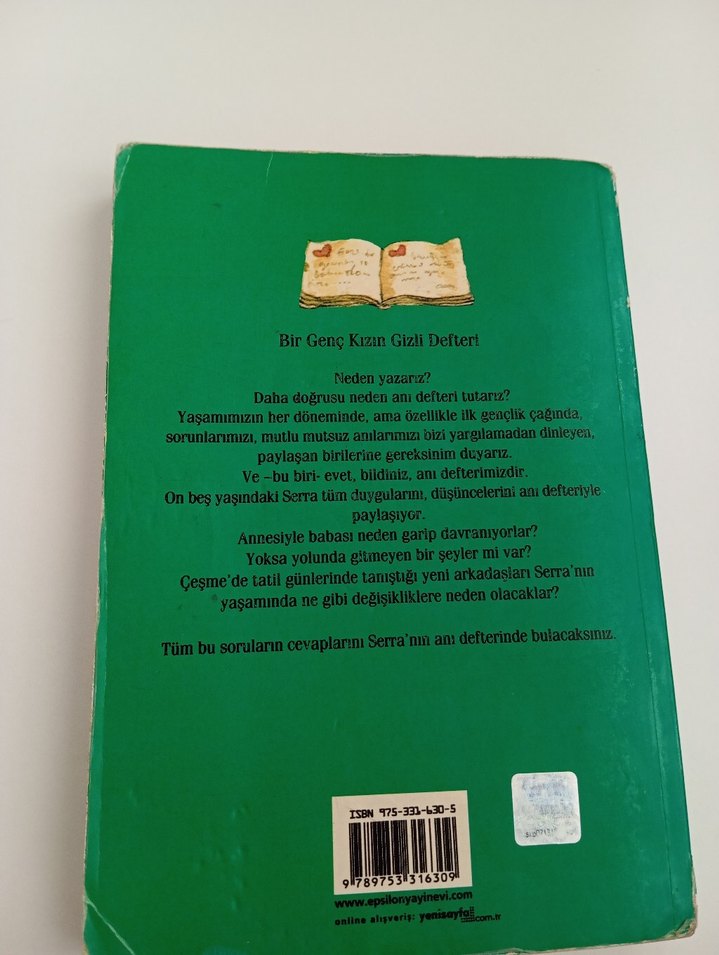 Bir Genç Kızın Gizli Defteri
Neden yazarız?
Daha doğrusu neden anı defteri tutarız?
Yaşamımızın her döneminde, ama özellikle ilk gençlik çağında,
sorunlarımızı, mutlu mutsuz anılarımızı bizi yargılamadan dinleyen,
paylaşan birilerine gereksinim duyarız.
Ve –bu biri- evet, bildiniz, anı defterimizdir.
On beş yaşındaki Serra tüm duygularını, düşüncelerini anı defteriyle
paylaşıyor.
Annesiyle babası neden garip davranıyorlar?
Yoksa yolunda gitmeyen bir şeyler mi var?
Çeşme'de tatil günlerinde tanıştığı yeni arkadaşları Serra'nın
yaşamında ne gibi değişikliklere neden olacaklar?
Tüm bu soruların cevaplarını Serra'nın anı defterinde bulacaksınız.
ISBN 975-331-630-5
9 789753 316309
www.epsilonyayinevi.com
online alışveriş: yenisayfa.com.tr